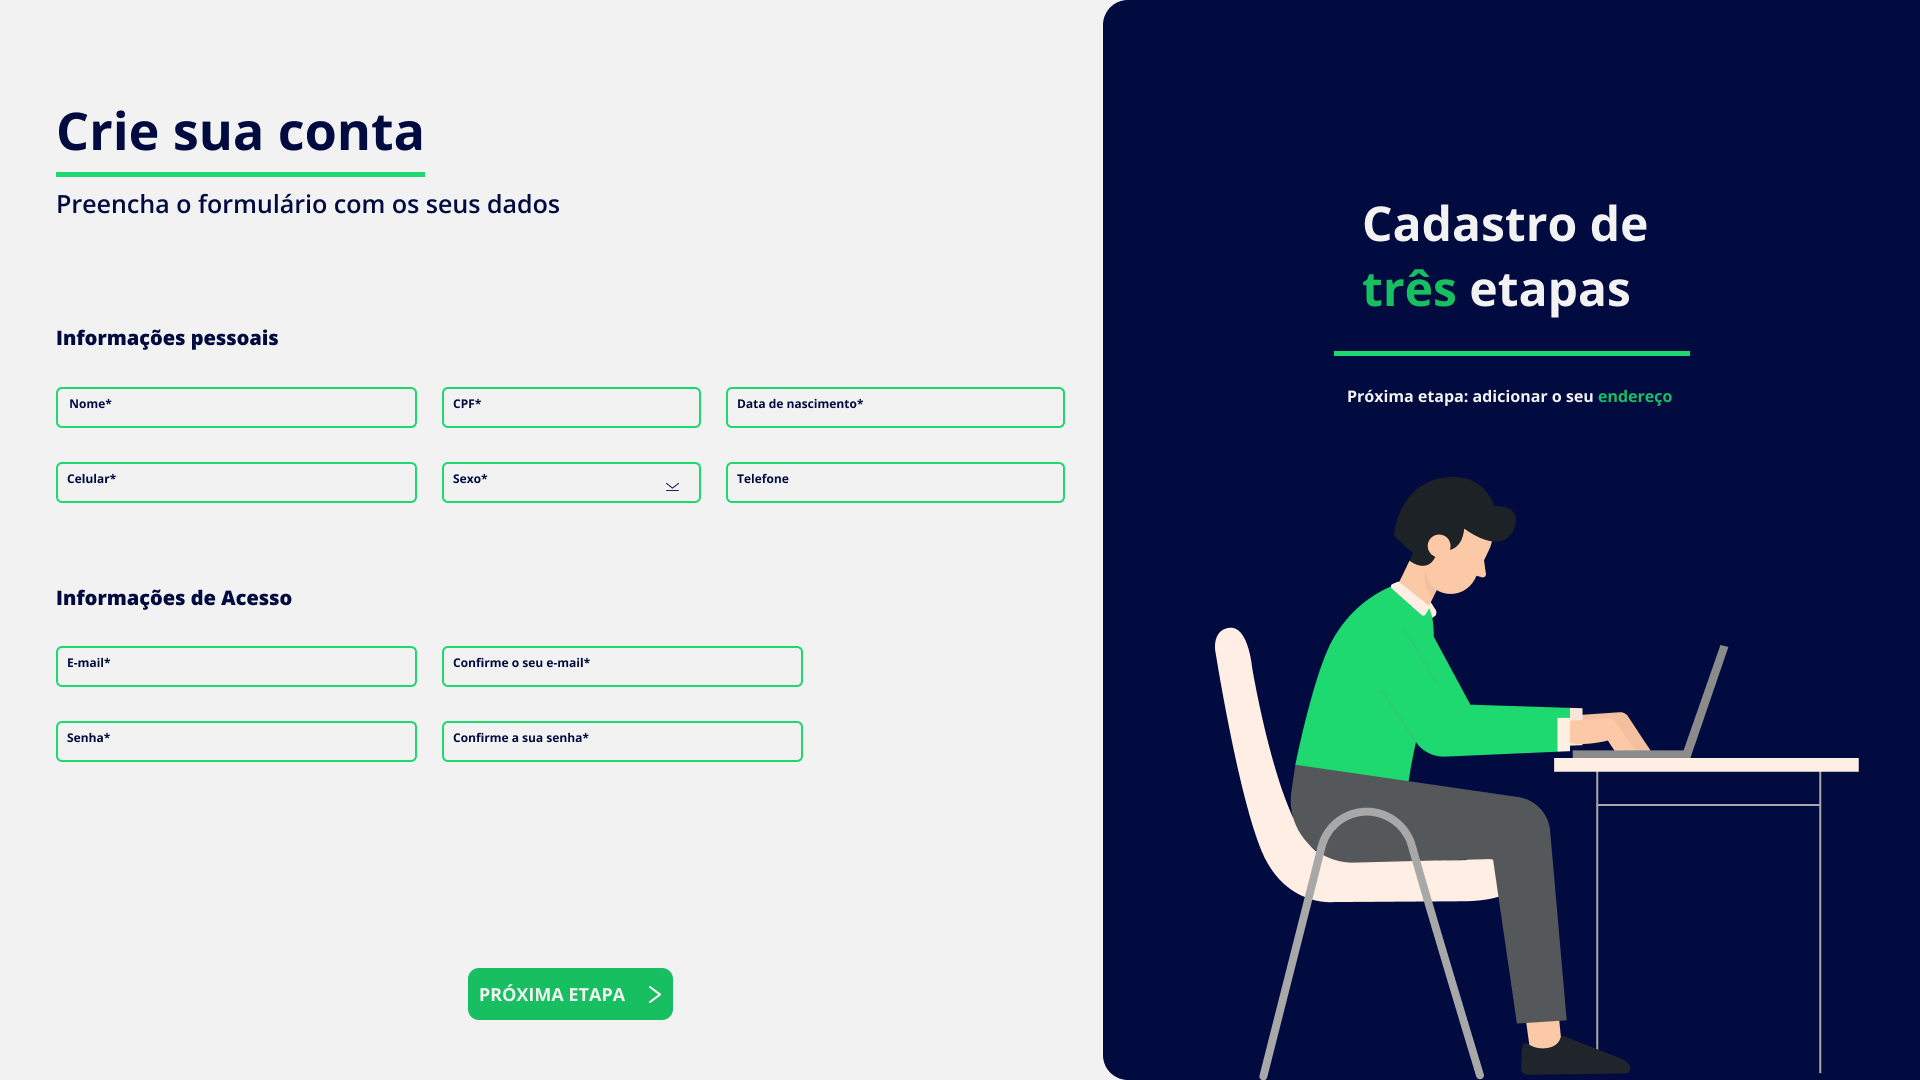 Crie sua conta
Preencha o formulário com os seus dados
Informações pessoais
Nome*
CPF*
Data de nascimento*
Celular*
Sexo*
Telefone
Informações de Acesso
E-mail*
Confirme o seu e-mail*
Senha*
Confirme a sua senha*
PRÓXIMA ETAPA
Cadastro de
três etapas
Próxima etapa: adicionar o seu endereço